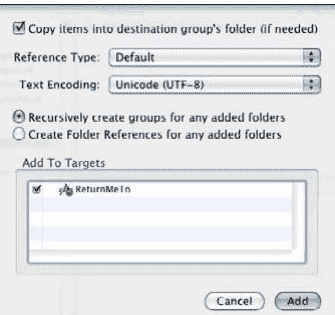 Copy items into destination group's folder (if needed)
Reference Type: Default
Text Encoding: Unicode (UTF-8)
Recursively create groups for any added folders
Create Folder References for any added folders
Add To Targets
ReturnMeTo
Cancel Add